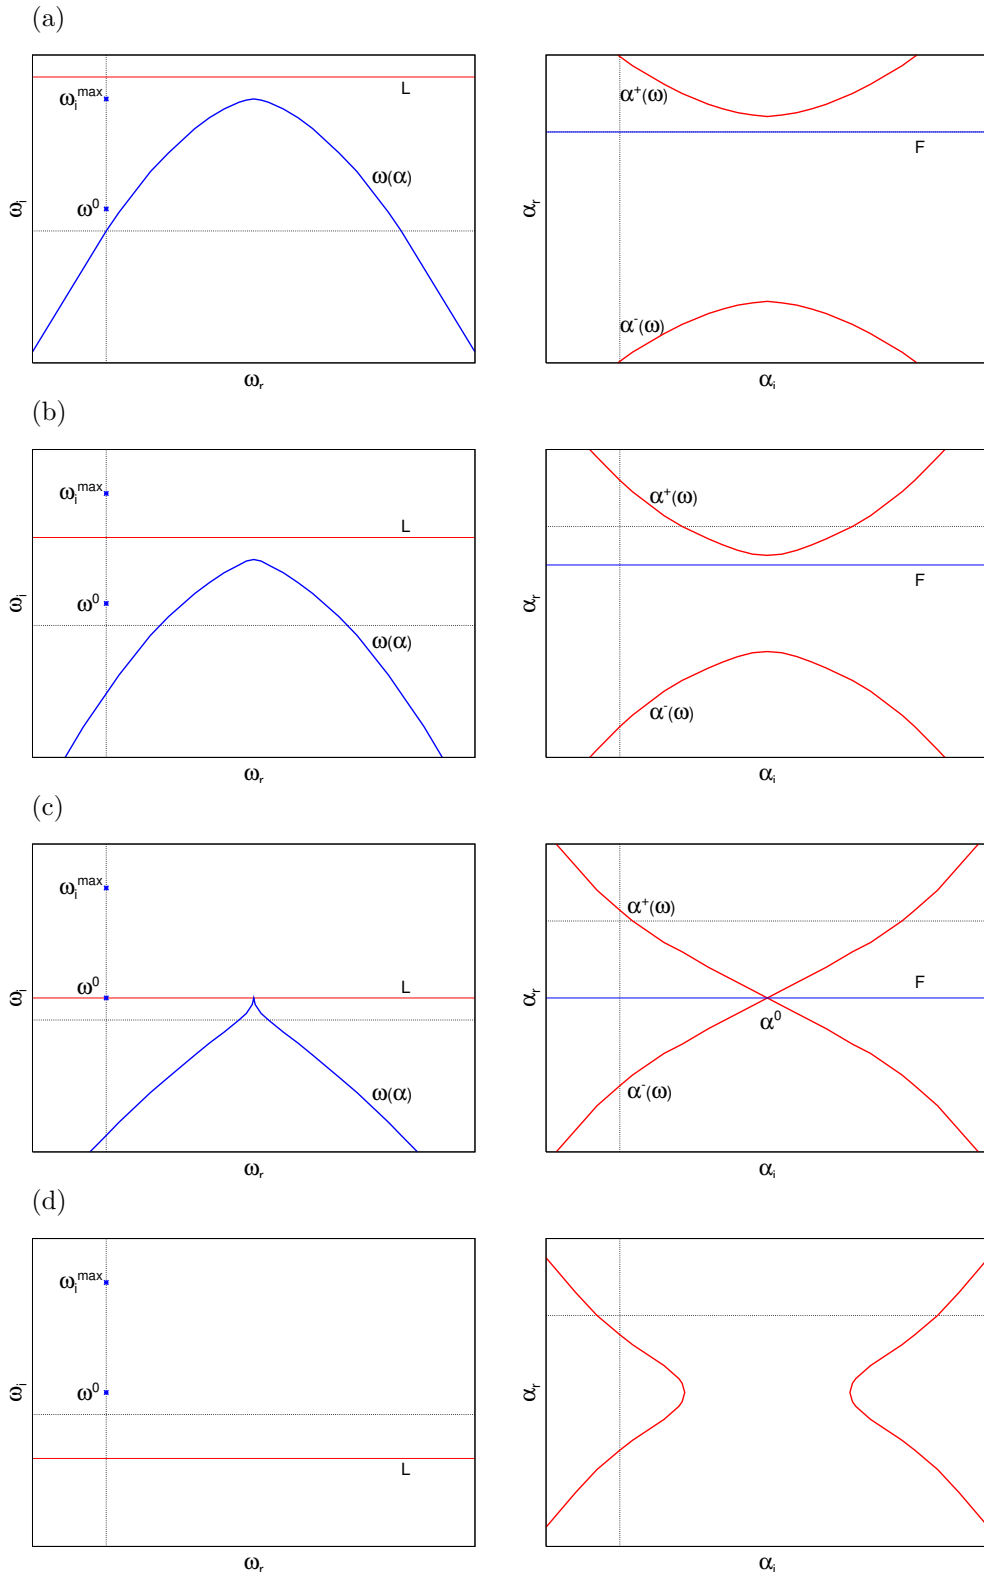 (a)
L
ω_i^max
ω(α)
ω^0
ω_i
ω_r
α^+(ω)
F
α_r
α^-(ω)
α_i
(b)
ω_i^max
L
ω^0
ω_i
ω(α)
ω_r
α^+(ω)
F
α_r
α^-(ω)
α_i
(c)
ω_i^max
ω^0
L
ω_i
ω(α)
ω_r
α^+(ω)
F
α_r
α^0
α^-(ω)
α_i
(d)
ω_i^max
ω^0
ω_i
L
ω_r
α_r
α_i